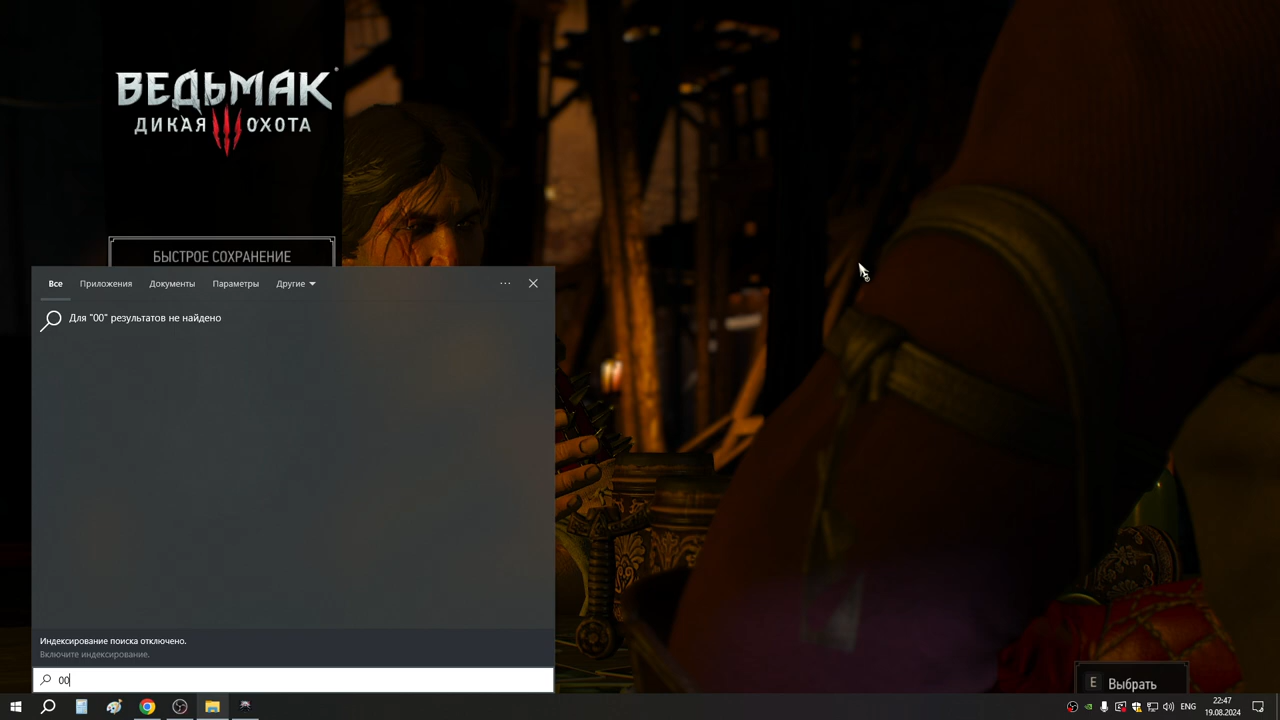 ВЕДЬМАК
ДИКАЯ III ОХОТА
БЫСТРОЕ СОХРАНЕНИЕ
Все Приложения Документы Параметры Другие
Для "00" результатов не найдено
Индексирование поиска отключено.
Включите индексирование.
00
E Выбрать
ENG
22:47
19.08.2024